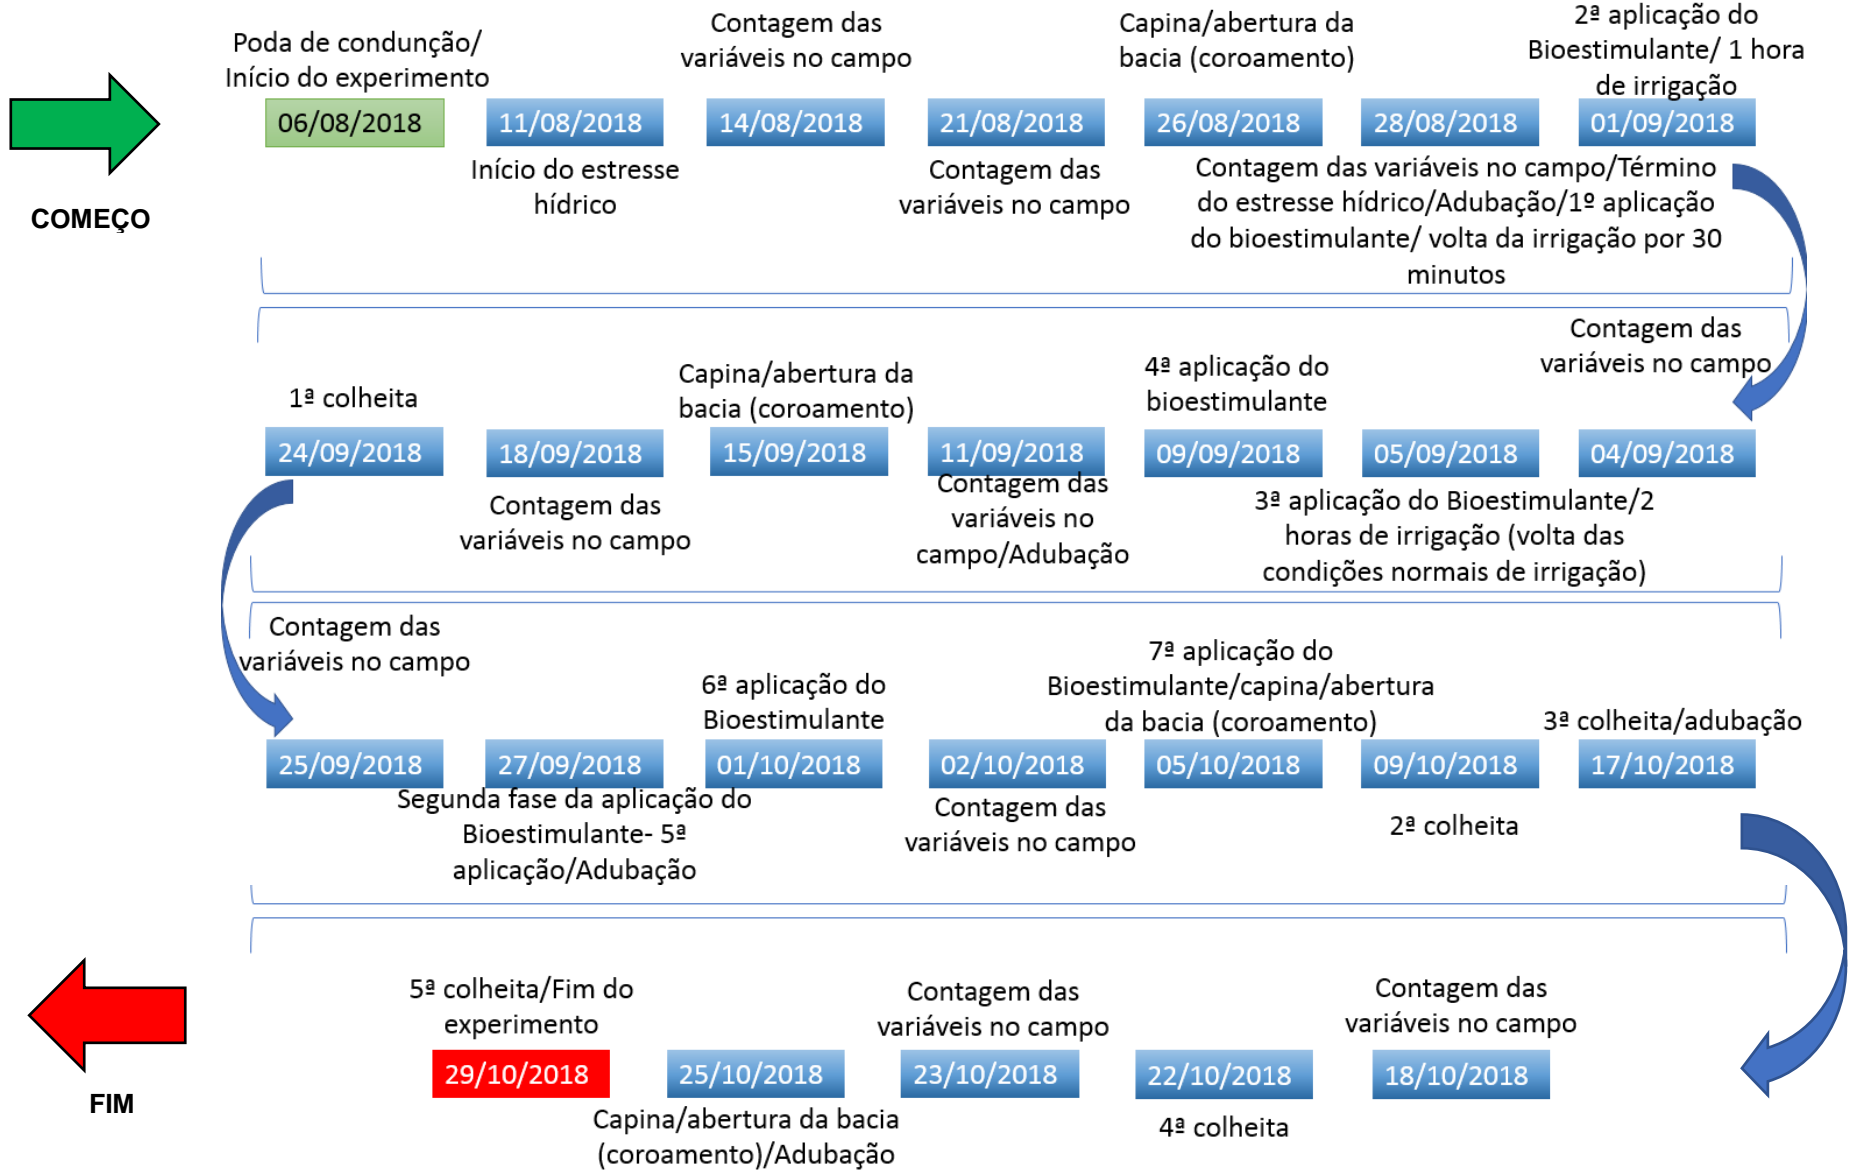 Poda de condunção/
Início do experimento
06/08/2018
11/08/2018
Início do estresse
hídrico
Contagem das
variáveis no campo
14/08/2018
21/08/2018
Contagem das
variáveis no campo
Capina/abertura da
bacia (coroamento)
26/08/2018
28/08/2018
Contagem das variáveis no campo/Término
do estresse hídrico/Adubação/1º aplicação
do bioestimulante/ volta da irrigação por 30
minutos
2ª aplicação do
Bioestimulante/ 1 hora
de irrigação
01/09/2018
COMEÇO
Contagem das
variáveis no campo
04/09/2018
05/09/2018
3ª aplicação do Bioestimulante/2
horas de irrigação (volta das
condições normais de irrigação)
4ª aplicação do
bioestimulante
09/09/2018
11/09/2018
Contagem das
variáveis no
campo/Adubação
Capina/abertura da
bacia (coroamento)
15/09/2018
18/09/2018
Contagem das
variáveis no campo
1ª colheita
24/09/2018
Contagem das
variáveis no campo
25/09/2018
27/09/2018
Segunda fase da aplicação do
Bioestimulante- 5ª
aplicação/Adubação
6ª aplicação do
Bioestimulante
01/10/2018
02/10/2018
Contagem das
variáveis no campo
7ª aplicação do
Bioestimulante/capina/abertura
da bacia (coroamento)
05/10/2018
09/10/2018
2ª colheita
3ª colheita/adubação
17/10/2018
Contagem das
variáveis no campo
18/10/2018
22/10/2018
4ª colheita
Contagem das
variáveis no campo
23/10/2018
25/10/2018
Capina/abertura da bacia
(coroamento)/Adubação
5ª colheita/Fim do
experimento
29/10/2018
FIM